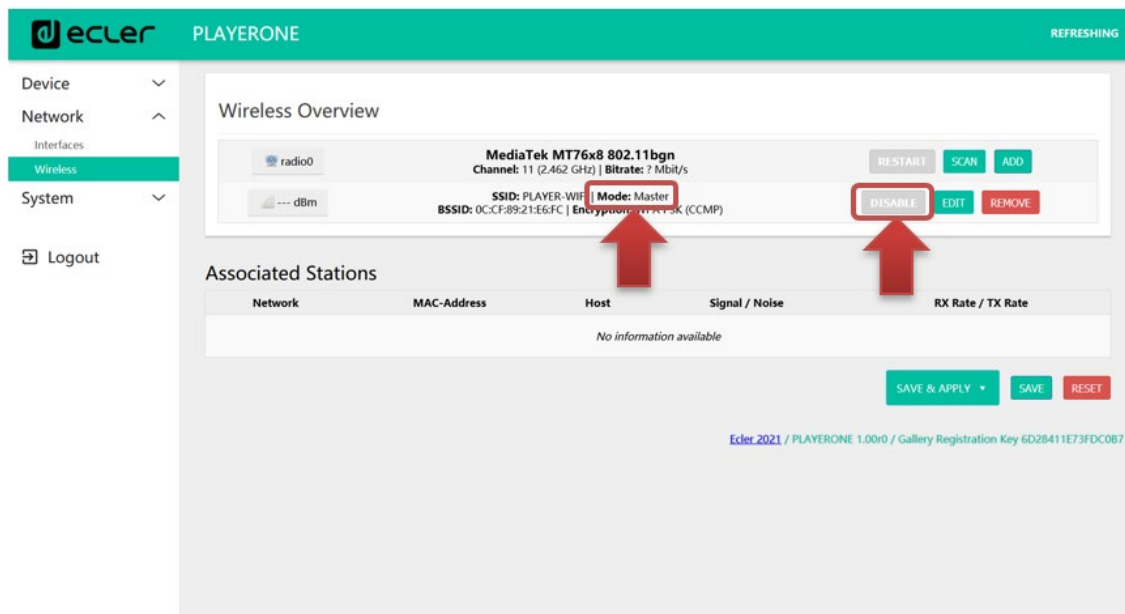 ecler
PLAYERONE
REFRESHING
Device
Network
Interfaces
Wireless
System
Logout
Wireless Overview
radio0
MediaTek MT76x8 802.11bgn
Channel: 11 (2.462 GHz) | Bitrate: ? Mbit/s
RESTART
SCAN
ADD
--- dBm
SSID: PLAYER-WIF | Mode: Master
BSSID: 0C:CF:89:21:E6:FC | (CCMP)
DISABLE
EDIT
REMOVE
Associated Stations
Network MAC-Address Host Signal / Noise RX Rate / TX Rate
No information available
SAVE & APPLY
SAVE
RESET
Ecler 2021 / PLAYERONE 1.00r0 / Gallery Registration Key 6D28411E73FDC0B7